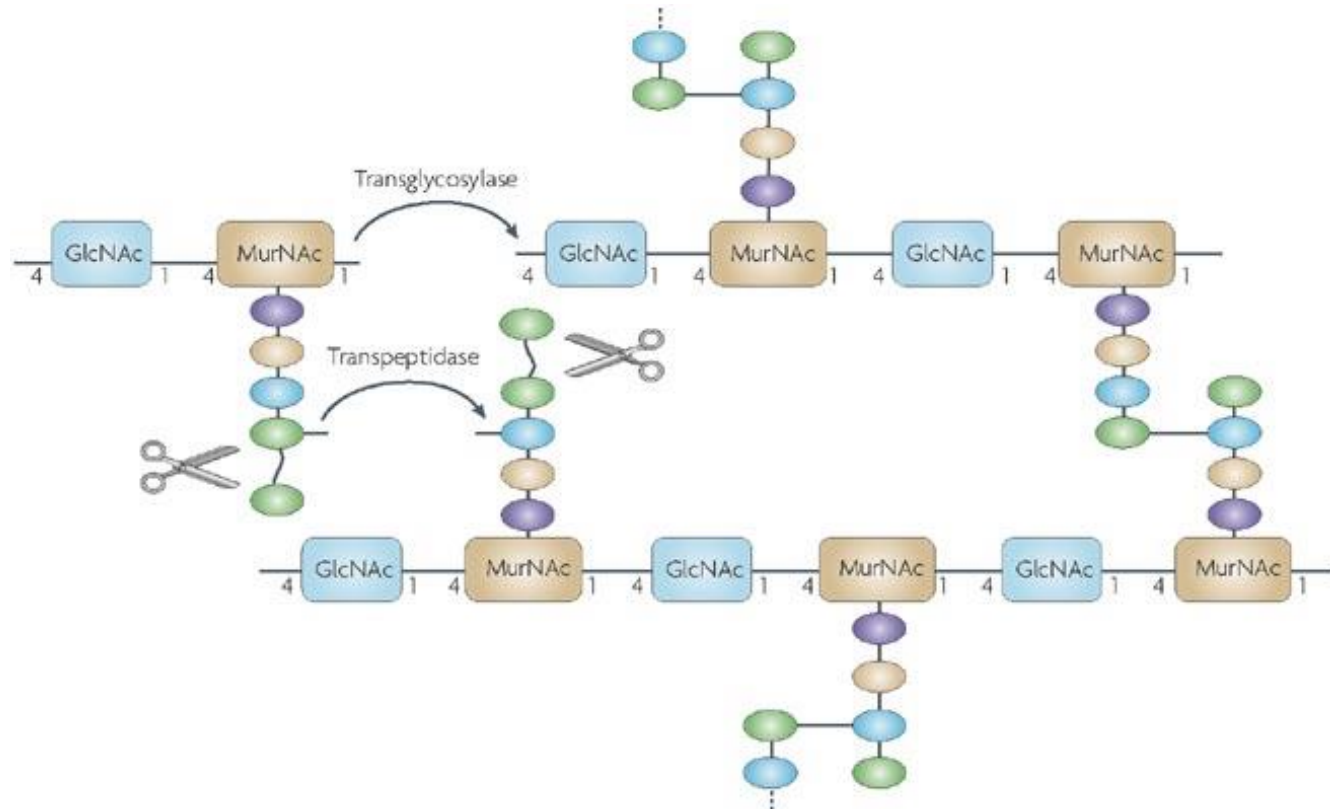 Transglycosylase
GlcNAc MurNAc GlcNAc MurNAc GlcNAc MurNAc
4 1 4 1 4 1 4 1 4 1 4 1
Transpeptidase
GlcNAc MurNAc GlcNAc MurNAc GlcNAc MurNAc
4 1 4 1 4 1 4 1 4 1 4 1